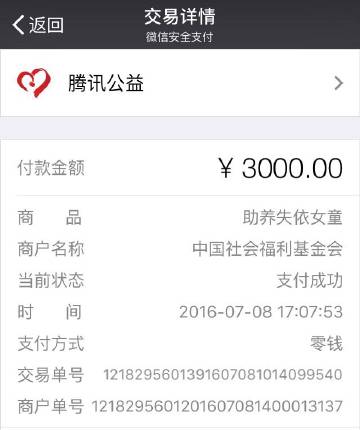 返回
交易详情
微信安全支付
腾讯公益
付款金额 ¥ 3000.00
商 品 助养失依女童
商户名称 中国社会福利基金会
当前状态 支付成功
时 间 2016-07-08 17:07:53
支付方式 零钱
交易单号 1218295601391607081014099540
商户单号 1218295601201607081400013137